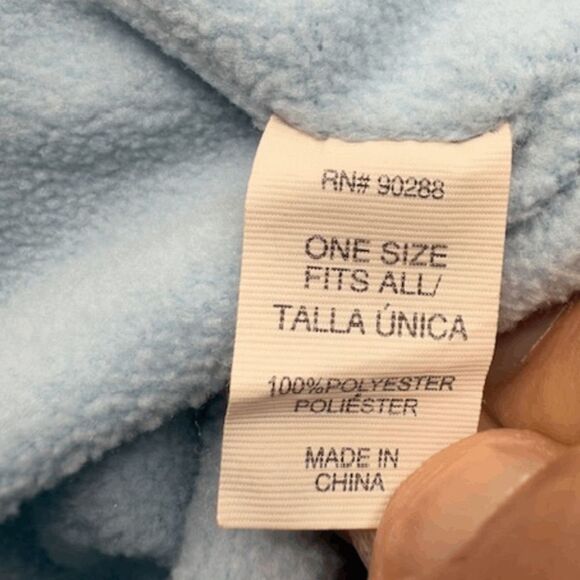 RN# 90288
ONE SIZE
FITS ALL/
TALLA ÚNICA
100%POLYESTER
POLIÉSTER
MADE IN
CHINA